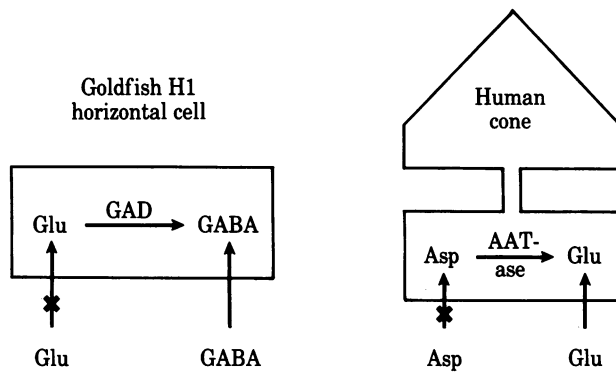 Goldfish H1
horizontal cell
Glu
GAD
GABA
Glu
GABA
Human
cone
Asp
AAT-
ase
Glu
Asp
Glu